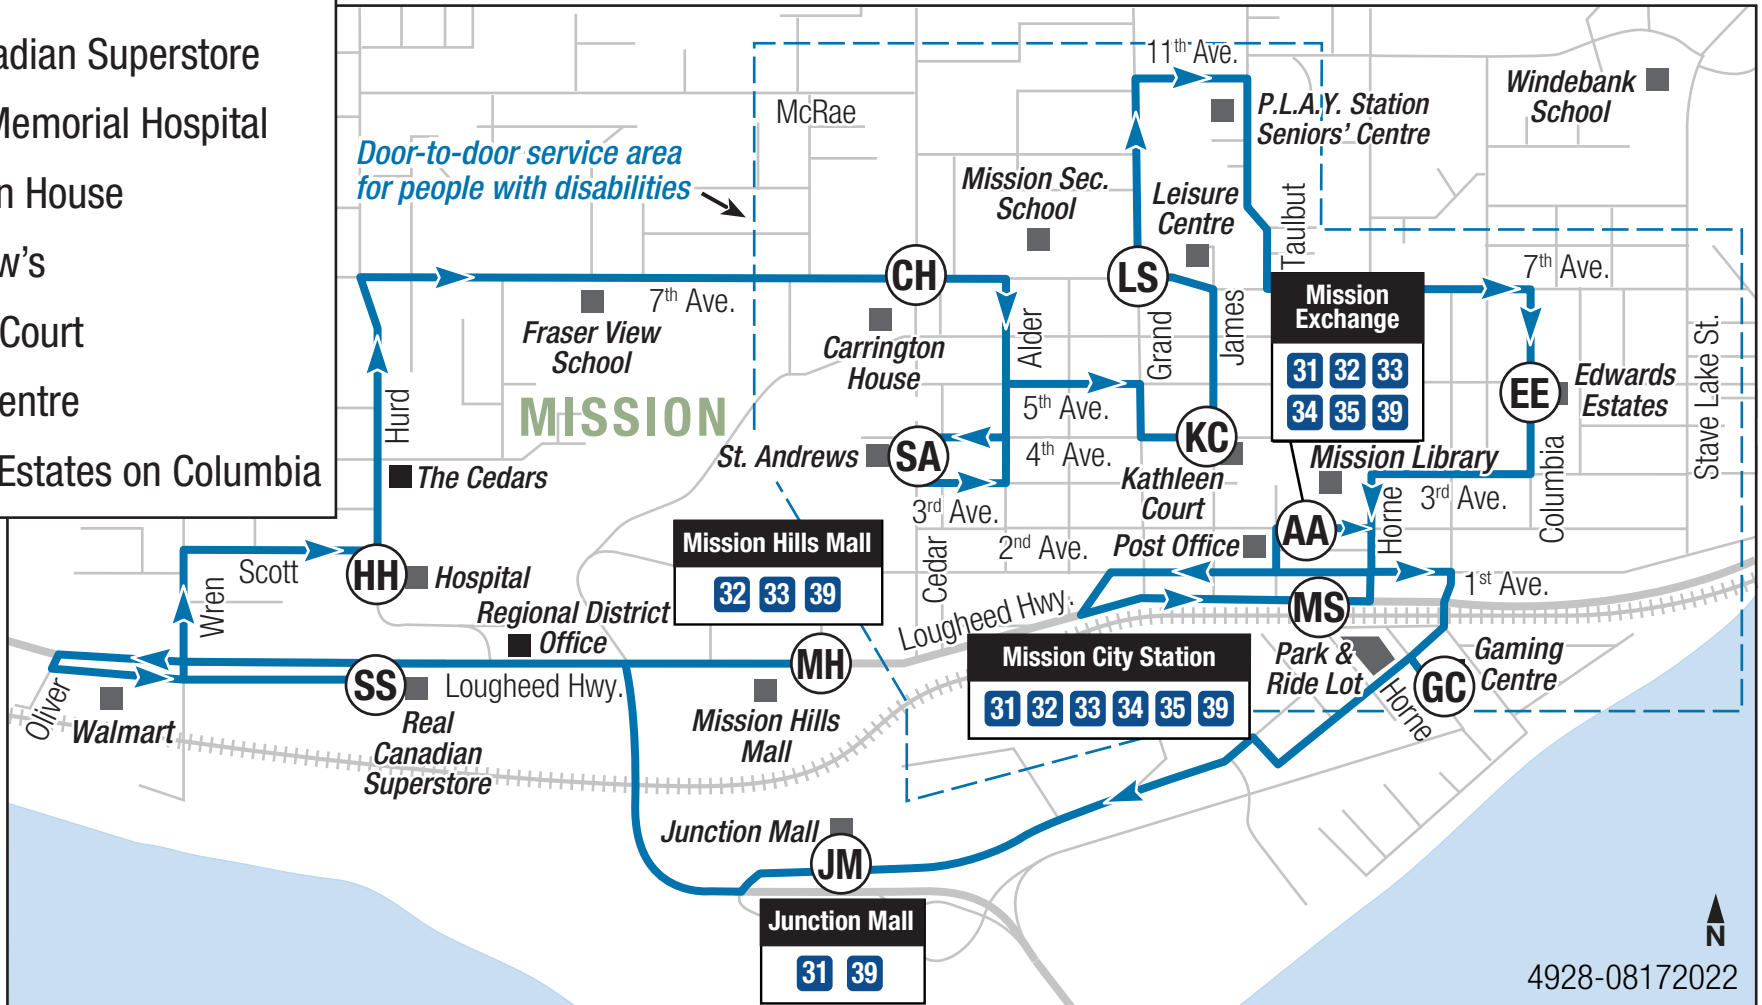 adian Superstore
Memorial Hospital
n House
w's
Court
entre
Estates on Columbia
11th Ave.
McRae
P.L.A.Y. Station
Seniors' Centre
Windebank
School
Door-to-door service area
for people with disabilities
Mission Sec.
School
Leisure
Centre
Taulbut
CH
LS
7th Ave.
7th Ave.
Fraser View
School
Carrington
House
Alder
Grand
James
Mission
Exchange
31 32 33
34 35 39
EE
Edwards
Estates
Stave Lake St.
Hurd
MISSION
5th Ave.
St. Andrews
SA
4th Ave.
KC
Kathleen
Court
Mission Library
3rd Ave.
Columbia
The Cedars
3rd Ave.
Horne
Mission Hills Mall
32 33 39
Cedar
2nd Ave.
Post Office
AA
1st Ave.
Scott
HH
Hospital
Wren
Regional District
Office
Lougheed Hwy.
MS
MH
Mission City Station
31 32 33 34 35 39
Park &
Ride Lot
Horne
GC
Gaming
Centre
Oliver
Walmart
SS
Lougheed Hwy.
Real
Canadian
Superstore
Mission Hills
Mall
Junction Mall
JM
Junction Mall
31 39
N
4928-08172022